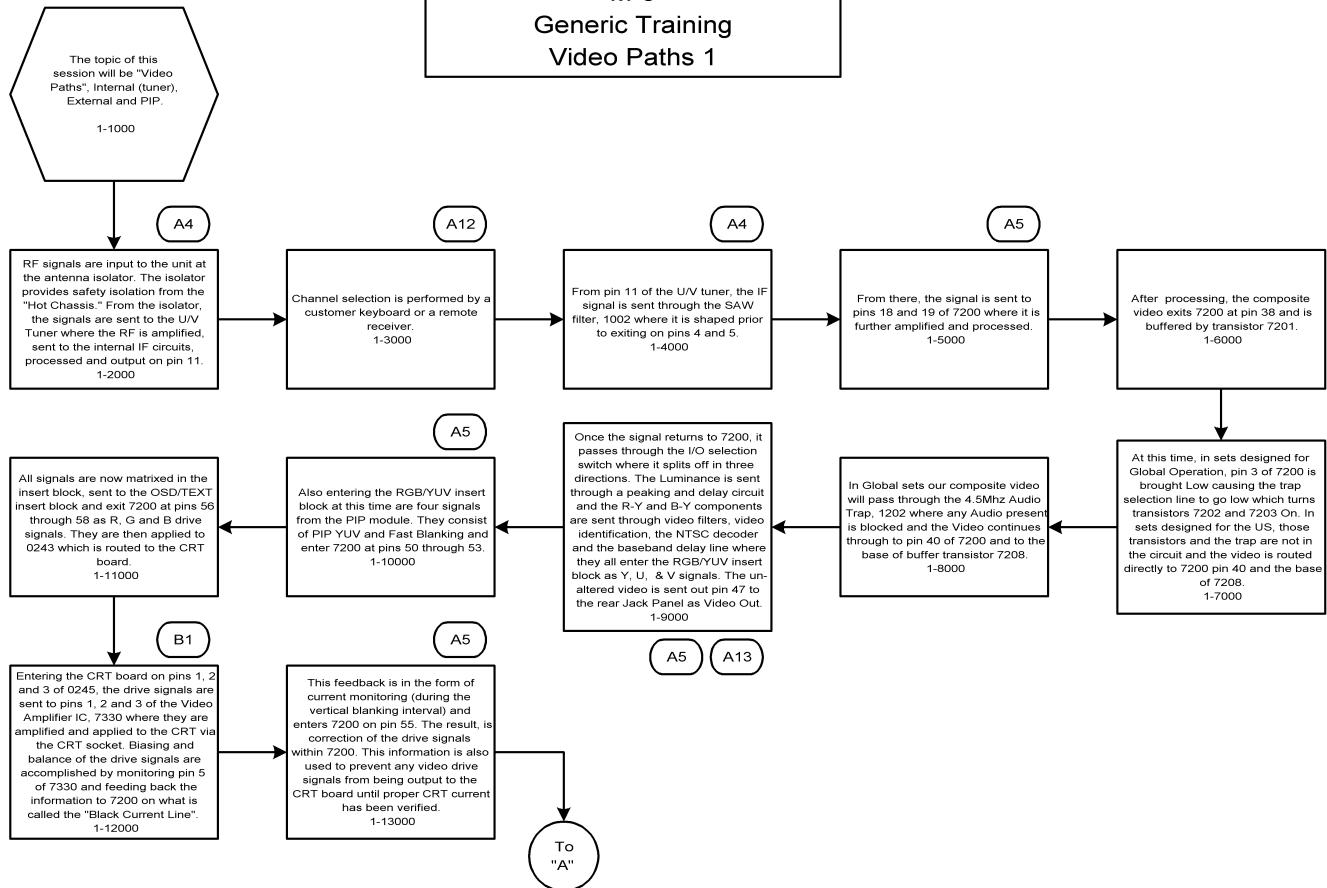 Generic Training
Video Paths 1
The topic of this
session will be "Video
Paths", Internal (tuner),
External and PIP.
1-1000
A4
RF signals are input to the unit at
the antenna isolator. The isolator
provides safety isolation from the
"Hot Chassis." From the isolator,
the signals are sent to the U/V
Tuner where the RF is amplified,
sent to the internal IF circuits,
processed and output on pin 11.
1-2000
A12
Channel selection is performed by a
customer keyboard or a remote
receiver.
1-3000
A4
From pin 11 of the U/V tuner, the IF
signal is sent through the SAW
filter, 1002 where it is shaped prior
to exiting on pins 4 and 5.
1-4000
A5
From there, the signal is sent to
pins 18 and 19 of 7200 where it is
further amplified and processed.
1-5000
After processing, the composite
video exits 7200 at pin 38 and is
buffered by transistor 7201.
1-6000
At this time, in sets designed for
Global Operation, pin 3 of 7200 is
brought Low causing the trap
selection line to go low which turns
transistors 7202 and 7203 On. In
sets designed for the US, those
transistors and the trap are not in
the circuit and the video is routed
directly to 7200 pin 40 and the base
of 7208.
1-7000
In Global sets our composite video
will pass through the 4.5Mhz Audio
Trap, 1202 where any Audio present
is blocked and the Video continues
through to pin 40 of 7200 and to the
base of buffer transistor 7208.
1-8000
Once the signal returns to 7200, it
passes through the I/O selection
switch where it splits off in three
directions. The Luminance is sent
through a peaking and delay circuit
and the R-Y and B-Y components
are sent through video filters, video
identification, the NTSC decoder
and the baseband delay line where
they all enter the RGB/YUV insert
block as Y, U, & V signals. The un-
altered video is sent out pin 47 to
the rear Jack Panel as Video Out.
1-9000
A5
A13
A5
Also entering the RGB/YUV insert
block at this time are four signals
from the PIP module. They consist
of PIP YUV and Fast Blanking and
enter 7200 at pins 50 through 53.
1-10000
All signals are now matrixed in the
insert block, sent to the OSD/TEXT
insert block and exit 7200 at pins 56
through 58 as R, G and B drive
signals. They are then applied to
0243 which is routed to the CRT
board.
1-11000
B1
Entering the CRT board on pins 1, 2
and 3 of 0245, the drive signals are
sent to pins 1, 2 and 3 of the Video
Amplifier IC, 7330 where they are
amplified and applied to the CRT via
the CRT socket. Biasing and
balance of the drive signals are
accomplished by monitoring pin 5
of 7330 and feeding back the
information to 7200 on what is
called the "Black Current Line".
1-12000
A5
This feedback is in the form of
current monitoring (during the
vertical blanking interval) and
enters 7200 on pin 55. The result, is
correction of the drive signals
within 7200. This information is also
used to prevent any video drive
signals from being output to the
CRT board until proper CRT current
has been verified.
1-13000
To
"A"